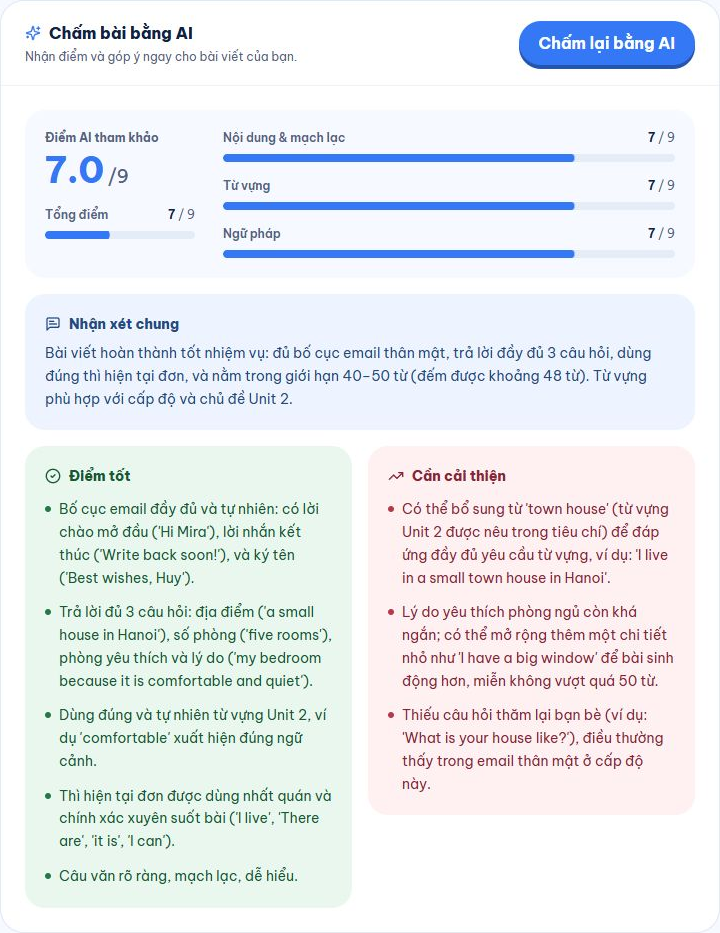 Chấm bài bằng AI
Nhận điểm và góp ý ngay cho bài viết của bạn.
Chấm lại bằng AI
Điểm AI tham khảo
7.0 /9
Tổng điểm 7 / 9
Nội dung & mạch lạc 7 / 9
Từ vựng 7 / 9
Ngữ pháp 7 / 9
Nhận xét chung
Bài viết hoàn thành tốt nhiệm vụ: đủ bố cục email thân mật, trả lời đầy đủ 3 câu hỏi, dùng
đúng thì hiện tại đơn, và nằm trong giới hạn 40–50 từ (đếm được khoảng 48 từ). Từ vựng
phù hợp với cấp độ và chủ đề Unit 2.
Điểm tốt
Bố cục email đầy đủ và tự nhiên: có lời
chào mở đầu ('Hi Mira'), lời nhắn kết
thúc ('Write back soon!'), và ký tên
('Best wishes, Huy').
Trả lời đủ 3 câu hỏi: địa điểm ('a small
house in Hanoi'), số phòng ('five rooms'),
phòng yêu thích và lý do ('my bedroom
because it is comfortable and quiet').
Dùng đúng và tự nhiên từ vựng Unit 2, ví
dụ 'comfortable' xuất hiện đúng ngữ
cảnh.
Thì hiện tại đơn được dùng nhất quán và
chính xác xuyên suốt bài ('I live', 'There
are', 'it is', 'I can').
Câu văn rõ ràng, mạch lạc, dễ hiểu.
Cần cải thiện
Có thể bổ sung từ 'town house' (từ vựng
Unit 2 được nêu trong tiêu chí) để đáp
ứng đầy đủ yêu cầu từ vựng, ví dụ: 'I live
in a small town house in Hanoi'.
Lý do yêu thích phòng ngủ còn khá
ngắn; có thể mở rộng thêm một chi tiết
nhỏ như 'I have a big window' để bài sinh
động hơn, miễn không vượt quá 50 từ.
Thiếu câu hỏi thăm lại bạn bè (ví dụ:
'What is your house like?'), điều thường
thấy trong email thân mật ở cấp độ
này.